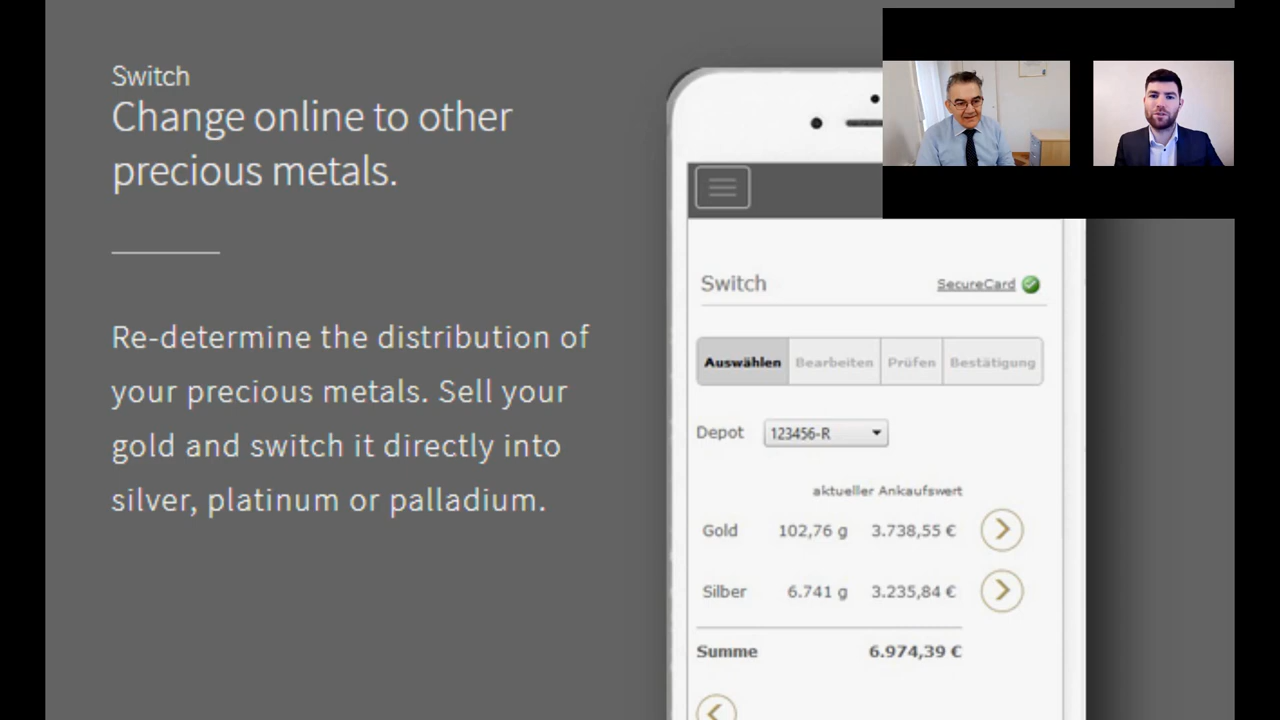 Switch
Change online to other
precious metals.
Re-determine the distribution of
your precious metals. Sell your
gold and switch it directly into
silver, platinum or palladium.
Switch SecureCard
Auswählen Bearbeiten Prüfen Bestätigung
Depot 123456-R
aktueller Ankaufswert
Gold 102,76 g 3.738,55 €
Silber 6.741 g 3.235,84 €
Summe 6.974,39 €